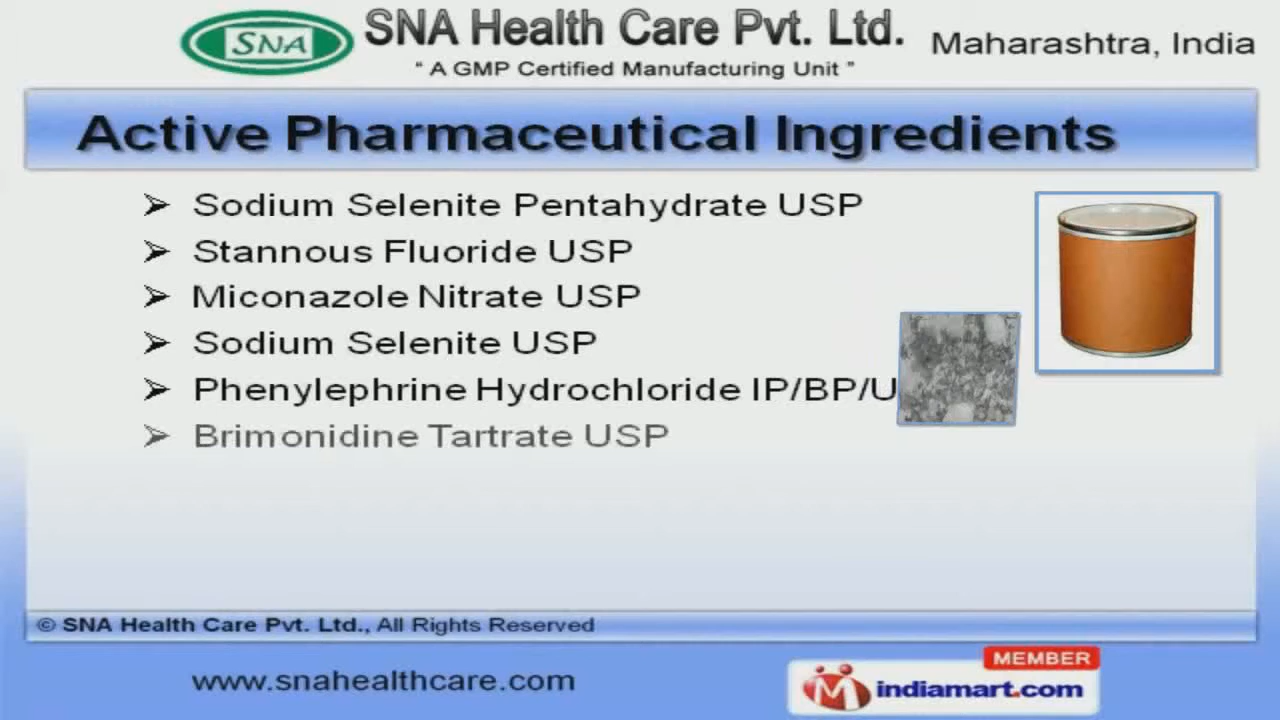 SNA
SNA Health Care Pvt. Ltd.
Maharashtra, India
" A GMP Certified Manufacturing Unit "
Active Pharmaceutical Ingredients
➢ Sodium Selenite Pentahydrate USP
➢ Stannous Fluoride USP
➢ Miconazole Nitrate USP
➢ Sodium Selenite USP
➢ Phenylephrine Hydrochloride IP/BP/U
➢ Brimonidine Tartrate USP
© SNA Health Care Pvt. Ltd., All Rights Reserved
www.snahealthcare.com
MEMBER
indiamart.com